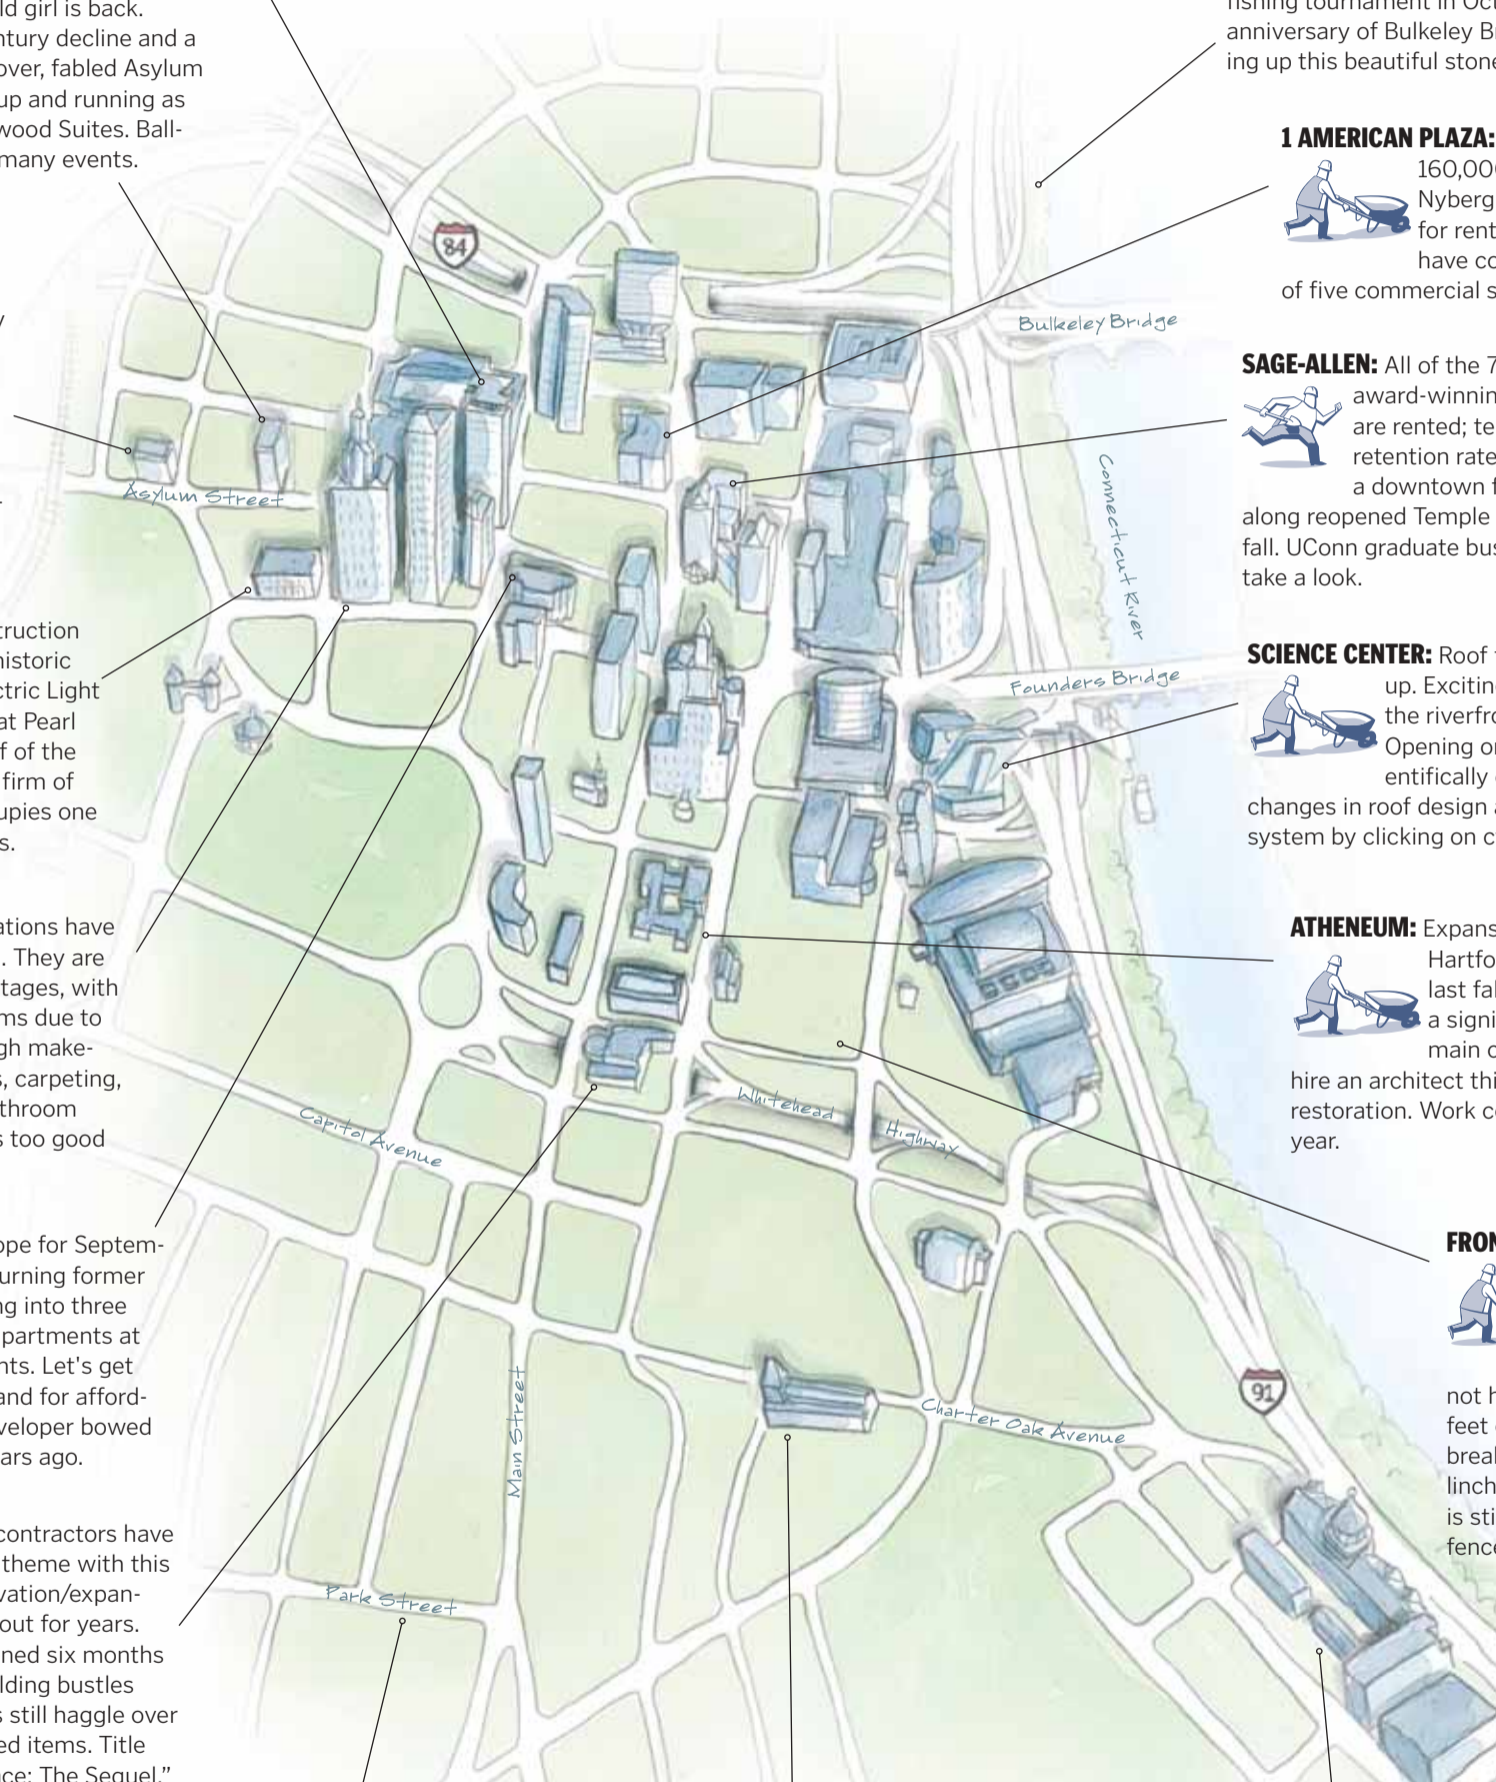 ld girl is back.
ntury decline and a
over, fabled Asylum
up and running as
wood Suites. Ball-
many events.
y
truction
historic
ctric Light
at Pearl
f of the
firm of
upies one
s.
ations have
. They are
tages, with
ms due to
gh make-
s, carpeting,
throom
s too good
ope for Septem-
urning former
ng into three
partments at
nts. Let's get
and for afford-
veloper bowed
ars ago.
contractors have
theme with this
vation/expan-
out for years.
ned six months
lding bustles
s still haggle over
ed items. Title
ce: The Sequel."
84
Asylum Street
Bulkeley Bridge
Connecticut River
Founders Bridge
Whitehead
Highway
Capitol Avenue
Main Street
Charter Oak Avenue
91
Park Street
fishing tournament in Oct
anniversary of Bulkeley B
ing up this beautiful stone
1 AMERICAN PLAZA:
160,000
Nyberg
for rent
have co
of five commercial s
SAGE-ALLEN: All of the 7
award-winnin
are rented; te
retention rate
a downtown f
along reopened Temple
fall. UConn graduate bus
take a look.
SCIENCE CENTER: Roof
up. Exciting
the riverfro
Opening or
entifically
changes in roof design a
system by clicking on c
ATHENEUM: Expans
Hartfo
last fal
a signi
main c
hire an architect thi
restoration. Work c
year.
FRON
not h
feet
break
linch
is sti
fence